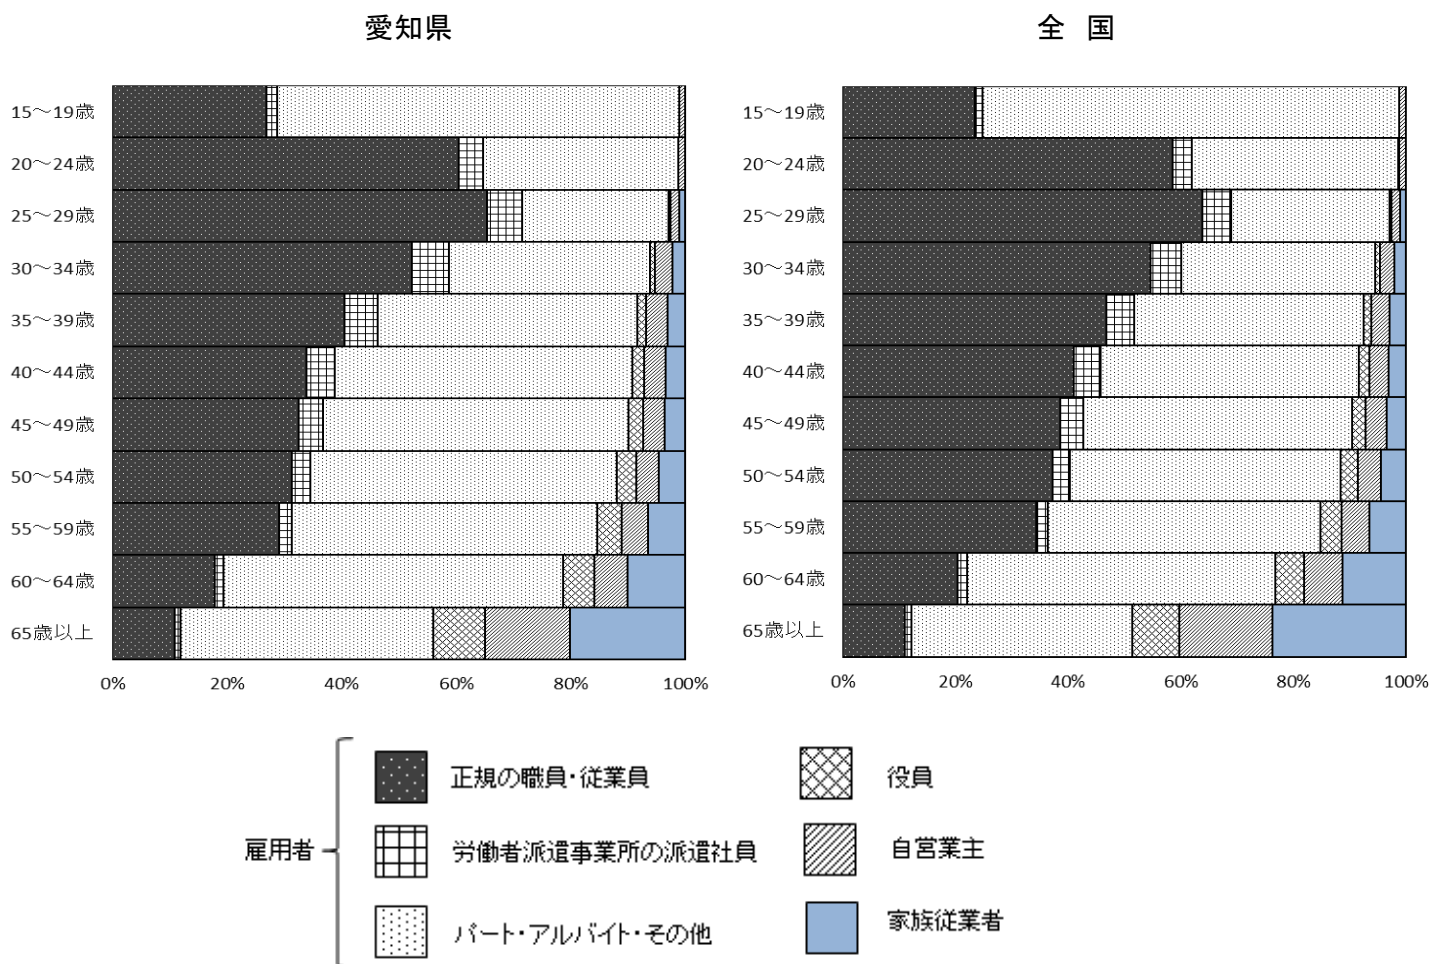 愛知県
全 国
15～19歳
20～24歳
25～29歳
30～34歳
35～39歳
40～44歳
45～49歳
50～54歳
55～59歳
60～64歳
65歳以上
0% 20% 40% 60% 80% 100%
15～19歳
20～24歳
25～29歳
30～34歳
35～39歳
40～44歳
45～49歳
50～54歳
55～59歳
60～64歳
65歳以上
0% 20% 40% 60% 80% 100%
雇用者
正規の職員・従業員
労働者派遣事業所の派遣社員
パート・アルバイト・その他
役員
自営業主
家族従業者